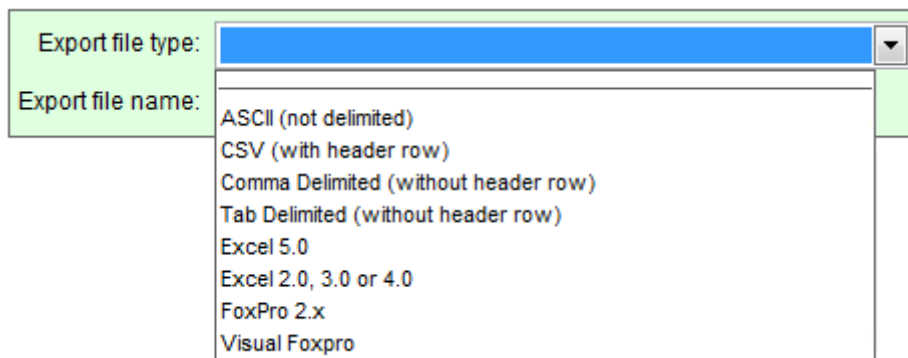 Export file type:
Export file name:
ASCII (not delimited)
CSV (with header row)
Comma Delimited (without header row)
Tab Delimited (without header row)
Excel 5.0
Excel 2.0, 3.0 or 4.0
FoxPro 2.x
Visual Foxpro